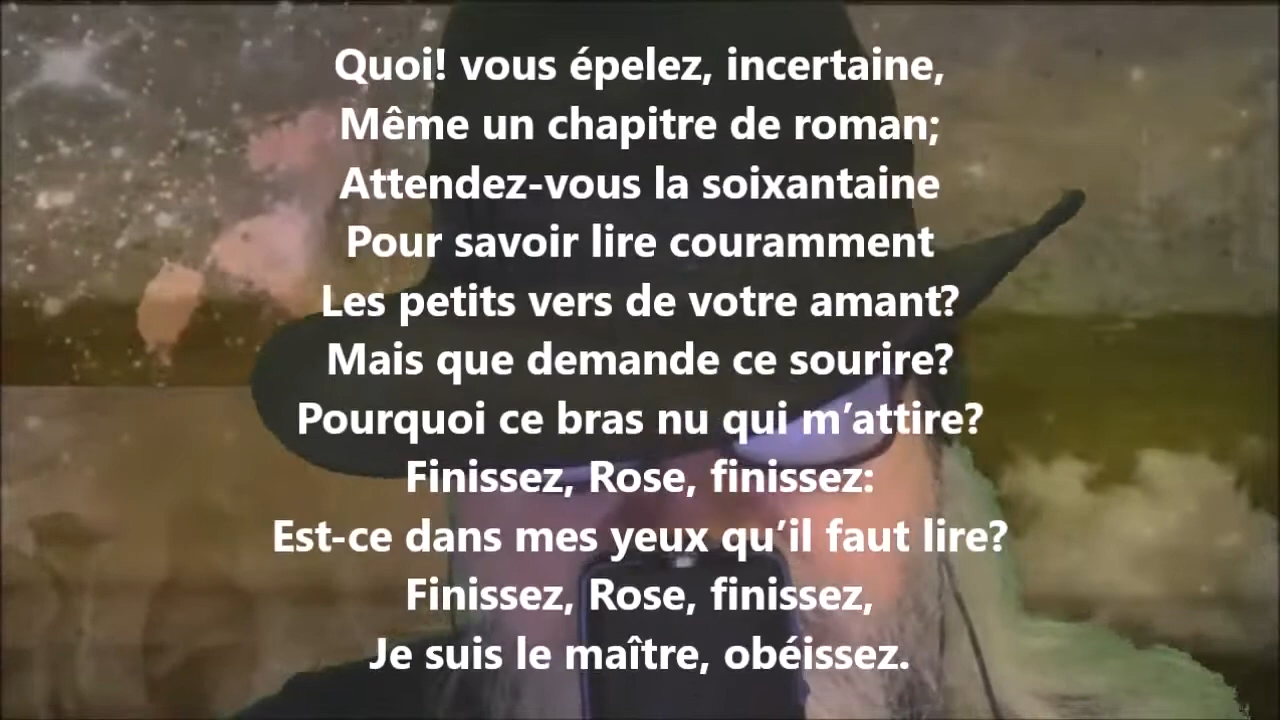 Quoi! vous épelez, incertaine,
Même un chapitre de roman;
Attendez-vous la soixantaine
Pour savoir lire couramment
Les petits vers de votre amant?
Mais que demande ce sourire?
Pourquoi ce bras nu qui m’attire?
Finissez, Rose, finissez:
Est-ce dans mes yeux qu’il faut lire?
Finissez, Rose, finissez,
Je suis le maître, obéissez.